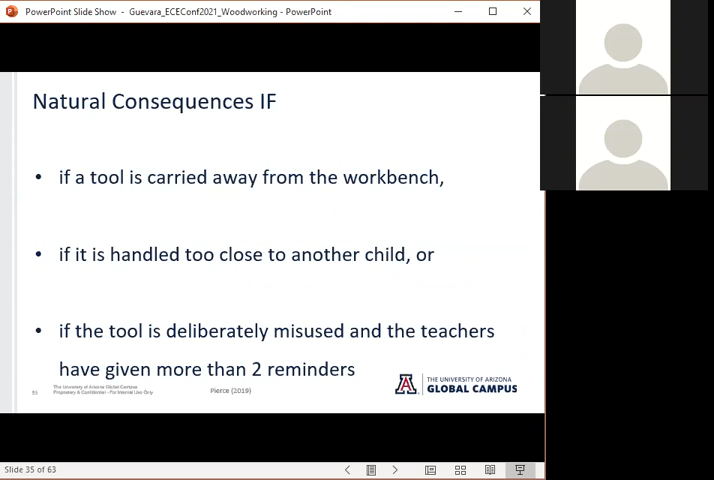 PowerPoint Slide Show - Guevara_ECEConf2021_Woodworking - PowerPoint
Natural Consequences IF
• if a tool is carried away from the workbench,
• if it is handled too close to another child, or
• if the tool is deliberately misused and the teachers
have given more than 2 reminders
The University of Arizona Global Campus
Proprietary & Confidential - For Internal Use Only
Pierce (2019)
THE UNIVERSITY OF ARIZONA
GLOBAL CAMPUS
Slide 35 of 63